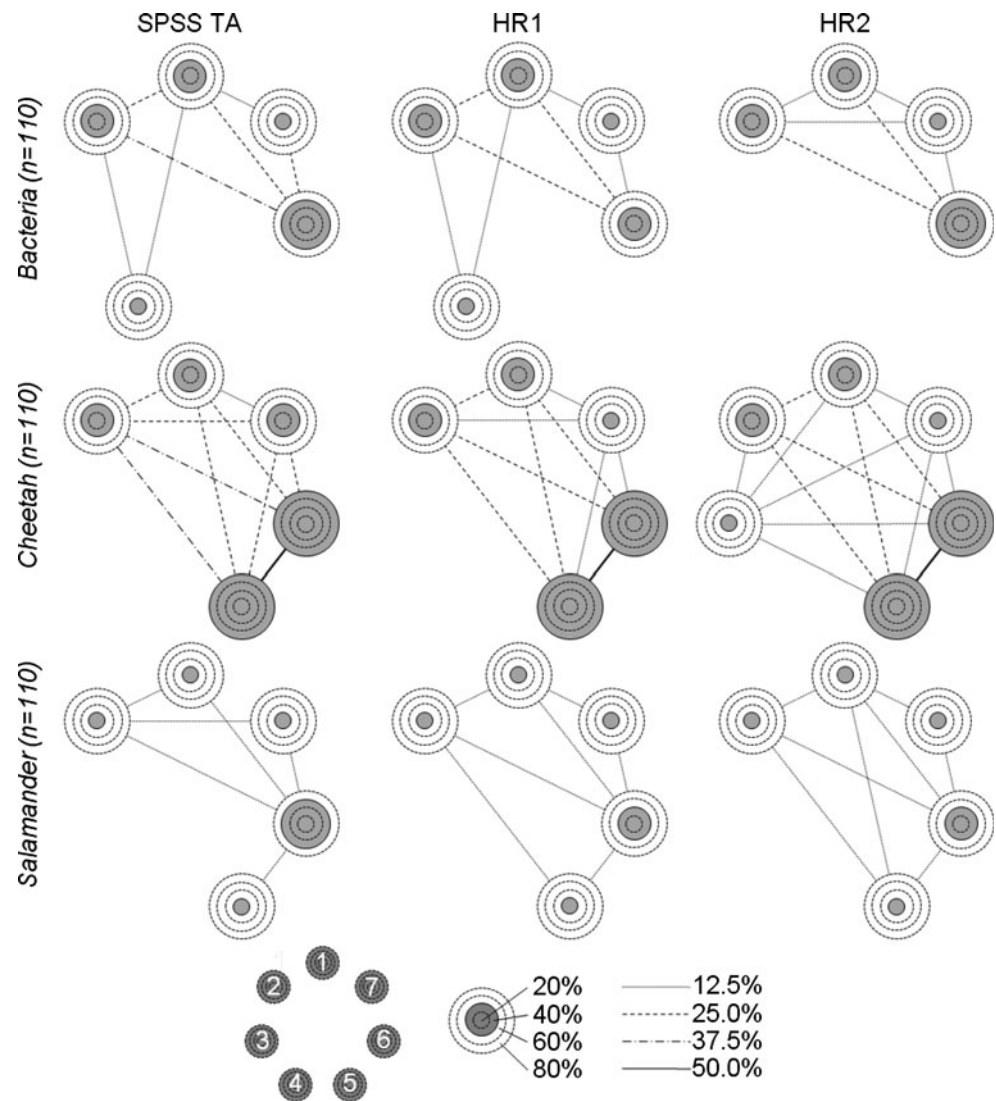 SPSS TA HR1 HR2
Bacteria (n=110)
Cheetah (n=110)
Salamander (n=110)
1
2 7
3 6
4 5
20% 12.5%
40% 25.0%
60% 37.5%
80% 50.0%